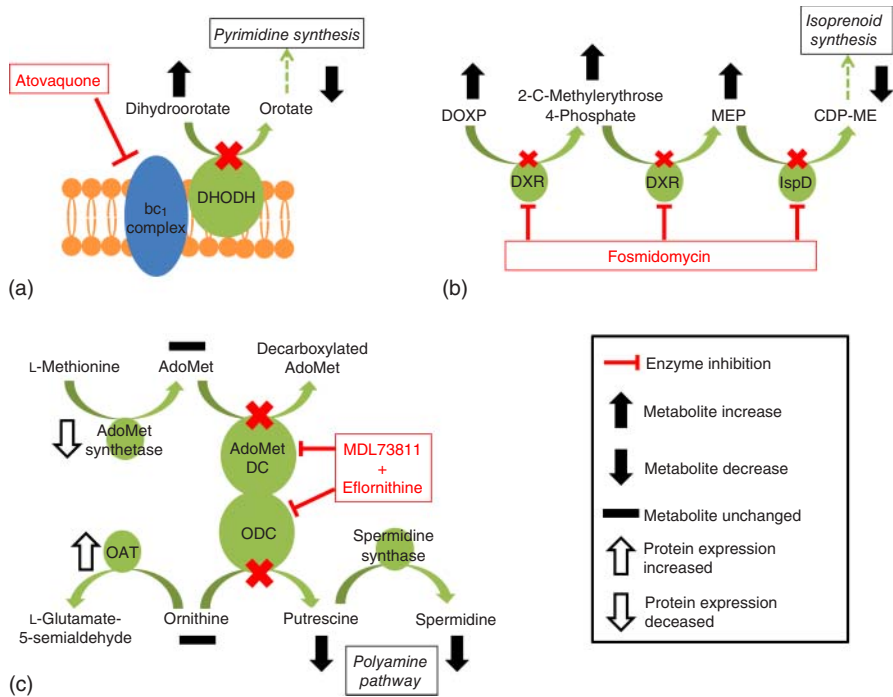 Pyrimidine synthesis
Atovaquone
Dihydroorotate
Orotate
DHODH
bc1
complex
(a)
Isoprenoid
synthesis
DOXP
2-C-Methylerythrose
4-Phosphate
MEP
CDP-ME
DXR
DXR
IspD
Fosmidomycin
(b)
L-Methionine
AdoMet
Decarboxylated
AdoMet
AdoMet
synthetase
AdoMet
DC
MDL73811
+
Eflornithine
ODC
OAT
Spermidine
synthase
L-Glutamate-
5-semialdehyde
Ornithine
Putrescine
Spermidine
Polyamine
pathway
(c)
Enzyme inhibition
Metabolite increase
Metabolite decrease
Metabolite unchanged
Protein expression
increased
Protein expression
deceased